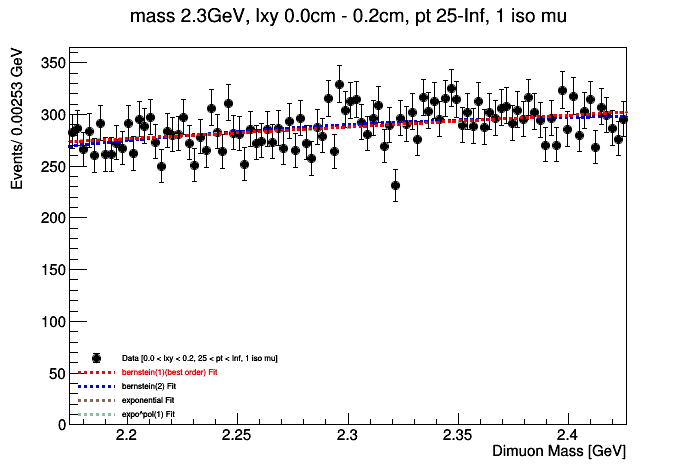 mass 2.3GeV, lxy 0.0cm - 0.2cm, pt 25-Inf, 1 iso mu
Events/ 0.00253 GeV
350
300
250
200
150
100
50
0
Data [0.0 < lxy < 0.2, 25 < pt < Inf, 1 iso mu]
bernstein(1)(best order) Fit
bernstein(2) Fit
exponential Fit
expo*pol(1) Fit
2.2 2.25 2.3 2.35 2.4
Dimuon Mass [GeV]